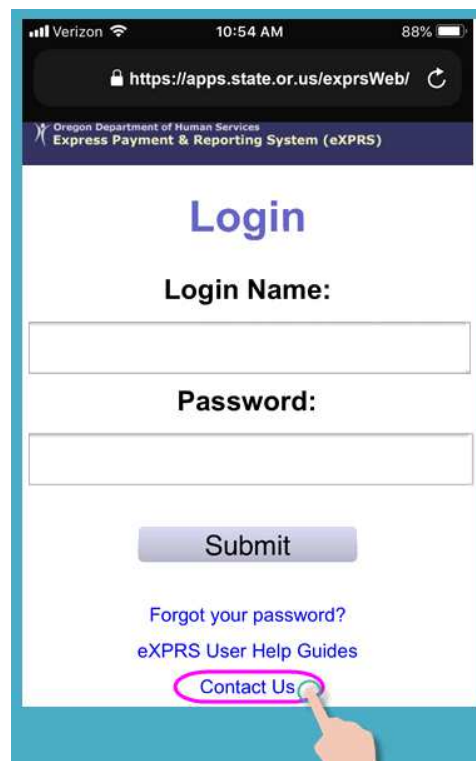 Verizon 10:54 AM 88%
https://apps.state.or.us/exprsWeb/
Oregon Department of Human Services
Express Payment & Reporting System (eXPRS)
Login
Login Name:
Password:
Submit
Forgot your password?
eXPRS User Help Guides
Contact Us